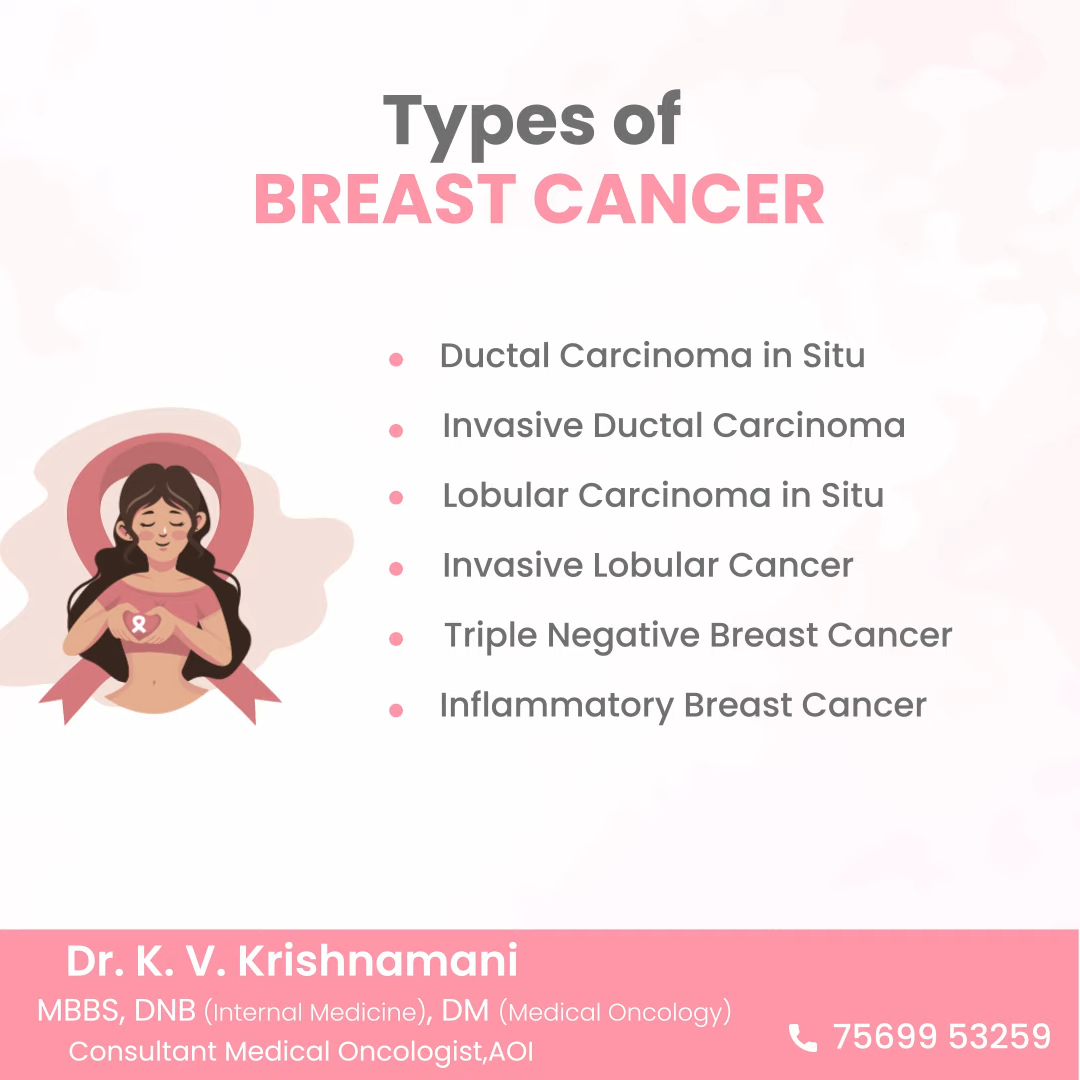 Types of
BREAST CANCER
Ductal Carcinoma in Situ
Invasive Ductal Carcinoma
Lobular Carcinoma in Situ
Invasive Lobular Cancer
Triple Negative Breast Cancer
Inflammatory Breast Cancer
Dr. K. V. Krishnamani
MBBS, DNB (Internal Medicine), DM (Medical Oncology)
Consultant Medical Oncologist,AOI
75699 53259